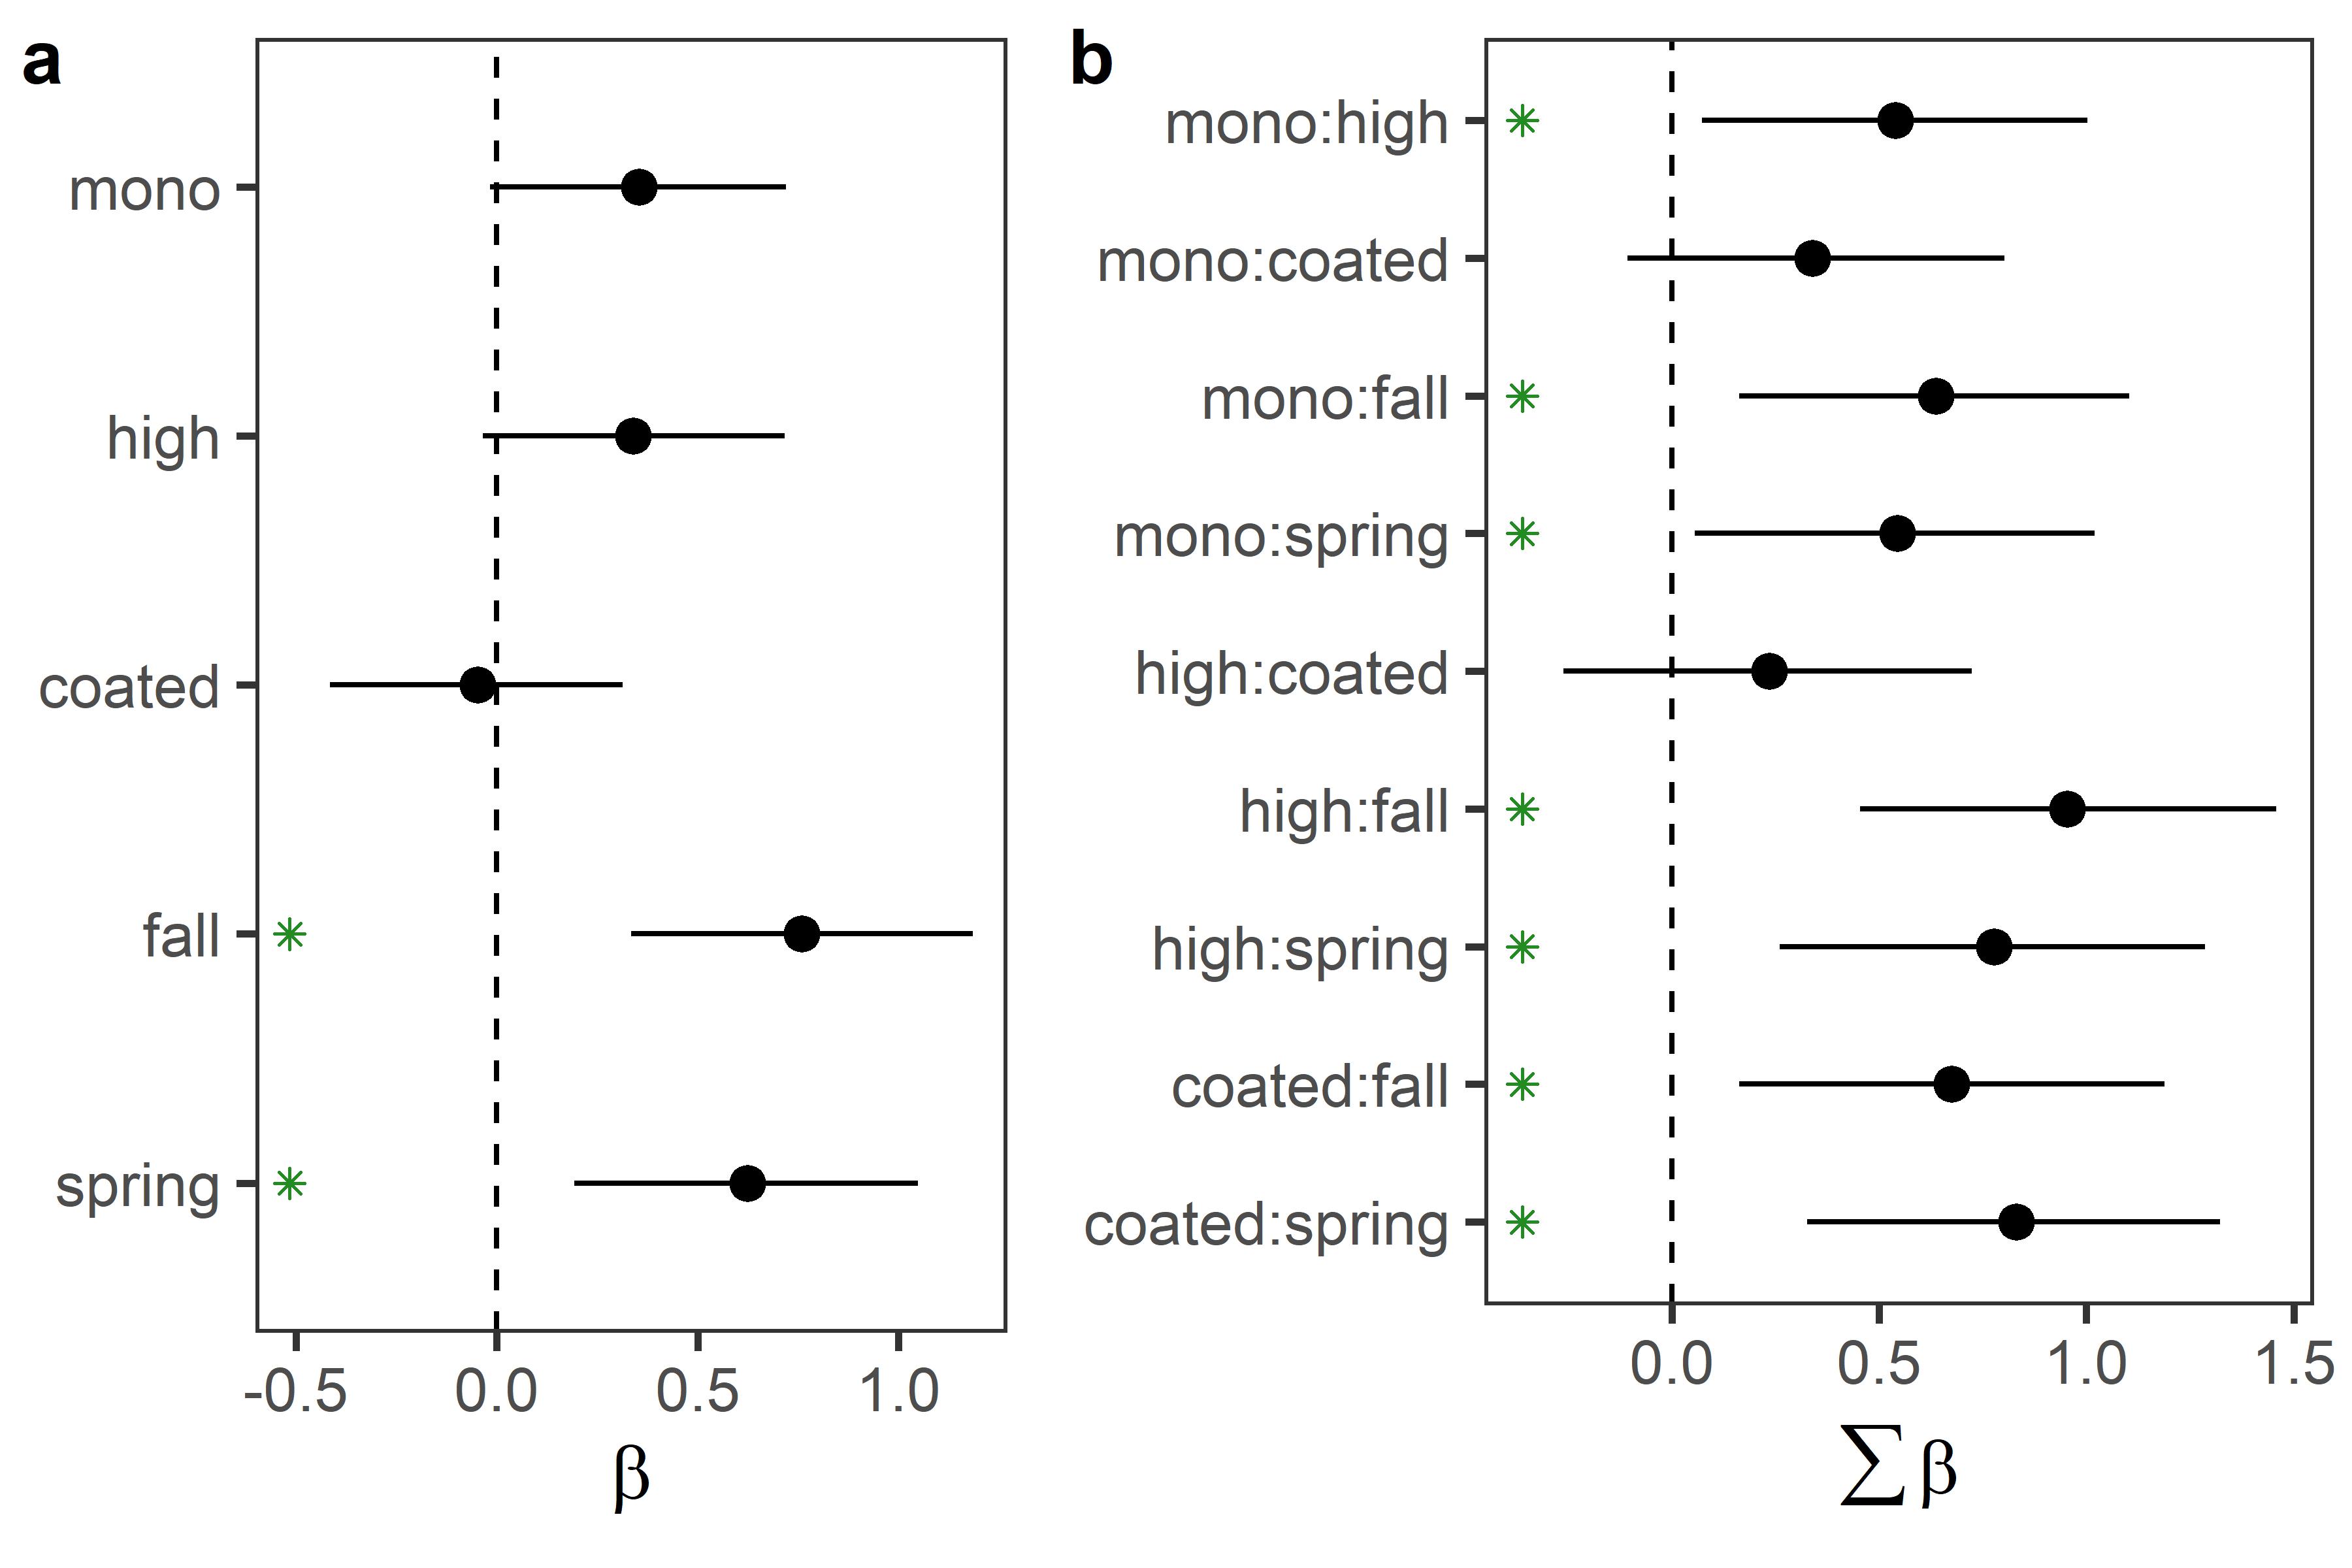 a
mono
high
coated
fall
spring
-0.5 0.0 0.5 1.0
β
b
mono:high
mono:coated
mono:fall
mono:spring
high:coated
high:fall
high:spring
coated:fall
coated:spring
0.0 0.5 1.0 1.5
∑β